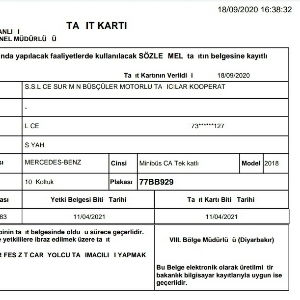 18/09/2020 16:38:32
TA IT KARTI
ANLI I
NEL MÜDÜRLÜ Ü
nda yapılacak faaliyetlerde kullanılacak SÖZLE MEL ta ıtın belgesine kayıtlı
Ta ıt Kartının Verildi i 18/09/2020
S.S.L CE SUR M N BÜSÇÜLER MOTORLU TA ICILAR KOOPERAT
-
L CE 73******127
S YAH
sı MERCEDES-BENZ Cinsi Minibüs CA Tek katlı Model 2018
10 Koltuk Plakası 77BB929
ası Yetki Belgesi Biti Tarihi Ta ıt Kartı Biti Tarihi
83 11/04/2021 11/04/2021
binin ta ıt belgesinde oldu u sürece geçerlidir.
e yetkililere ibraz edilmek üzere ta ıt
R FES Z T CAR YOLCU TA IMACILI I YAPMAK
VIII. Bölge Müdürlü ü (Diyarbakır)
Bu Belge elektronik olarak üretilmi tir
bakanlık bilgisayar kayıtlarıyla uygun ise
geçerlidir.